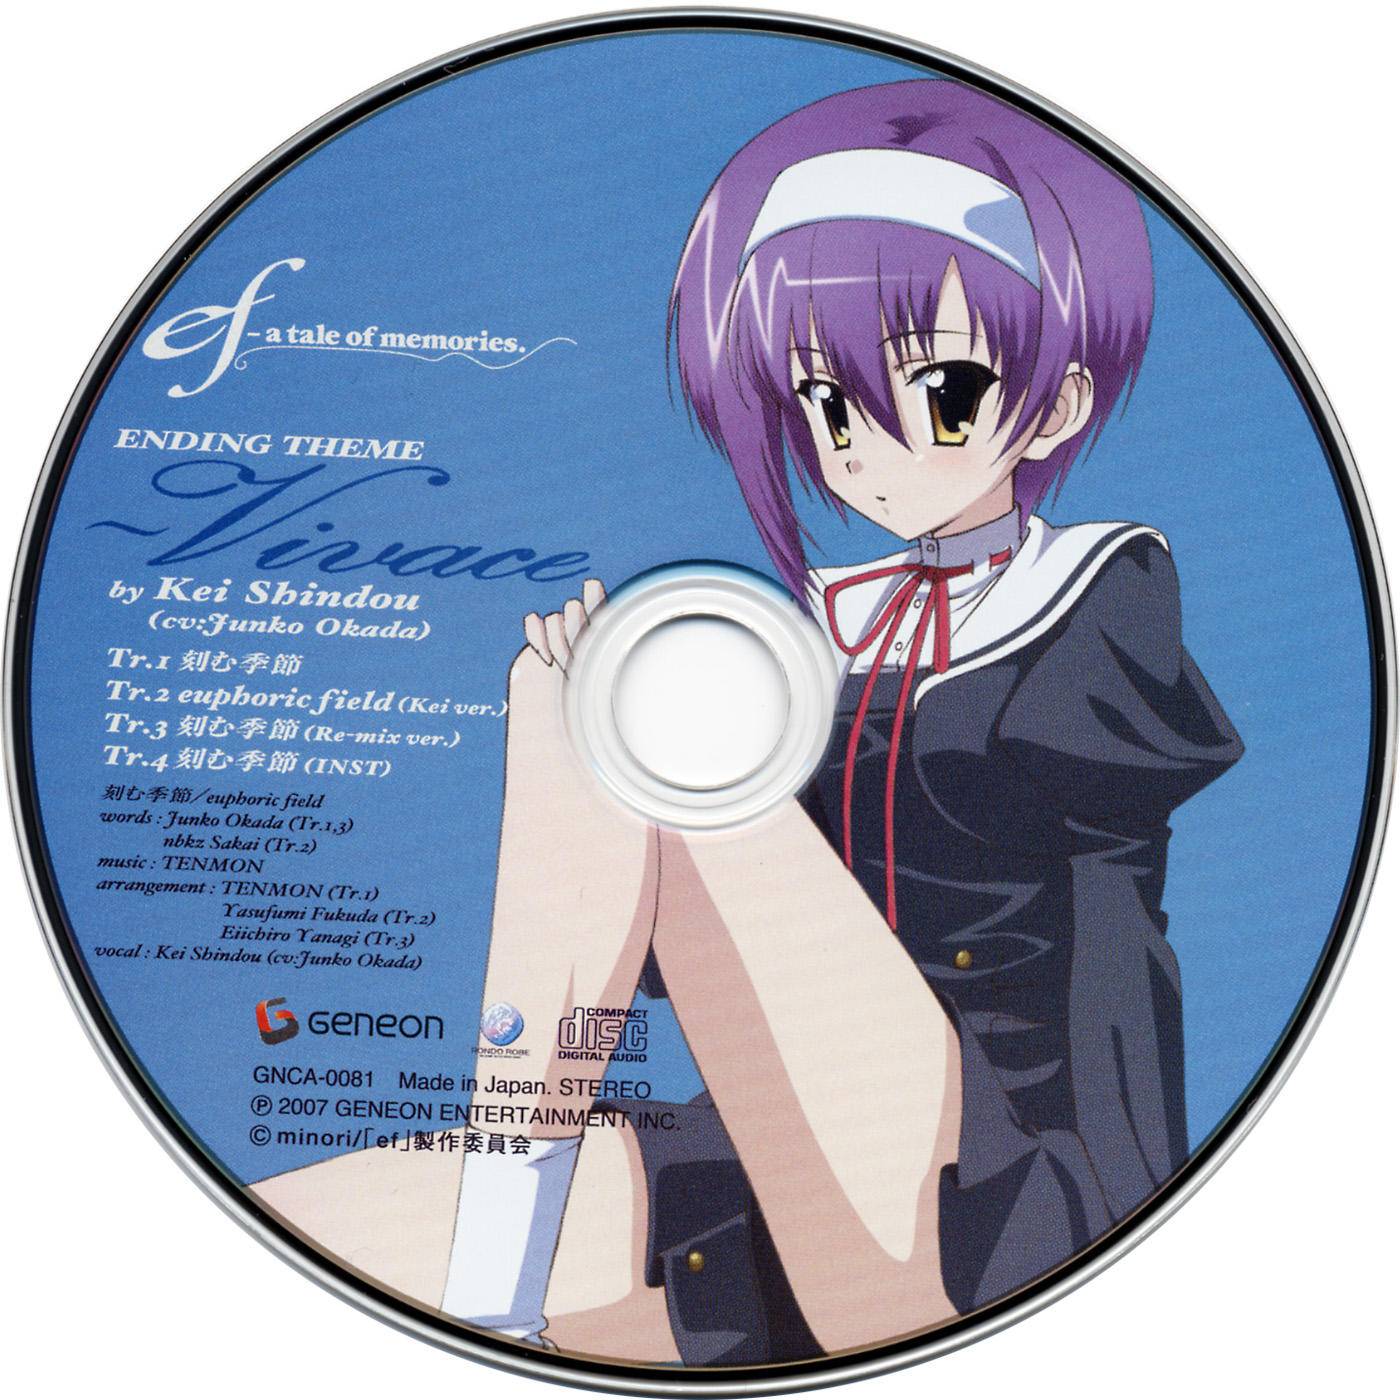 ef - a tale of memories.
ENDING THEME
~Vivace
by Kei Shindou
(cv:Junko Okada)
Tr.1 刻む季節
Tr.2 euphoric field (Kei ver.)
Tr.3 刻む季節 (Re-mix ver.)
Tr.4 刻む季節 (INST)
刻む季節/euphoric field
words : Junko Okada (Tr.1,3)
nbkz Sakai (Tr.2)
music : TENMON
arrangement : TENMON (Tr.1)
Yasufumi Fukuda (Tr.2)
Eiichiro Yanagi (Tr.3)
vocal : Kei Shindou (cv:Junko Okada)
GENEON
RONDO ROBE
COMPACT disc DIGITAL AUDIO
GNCA-0081 Made in Japan. STEREO
℗ 2007 GENEON ENTERTAINMENT INC.
© minori/「ef」製作委員会